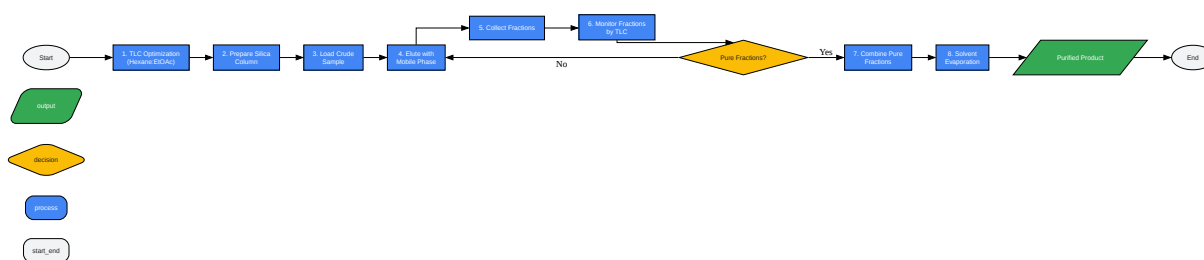 Start
1. TLC Optimization
(Hexane:EtOAc)
2. Prepare Silica
Column
3. Load Crude
Sample
4. Elute with
Mobile Phase
5. Collect Fractions
6. Monitor Fractions
by TLC
No
Pure Fractions?
Yes
7. Combine Pure
Fractions
8. Solvent
Evaporation
Purified Product
End
output
decision
process
start_end